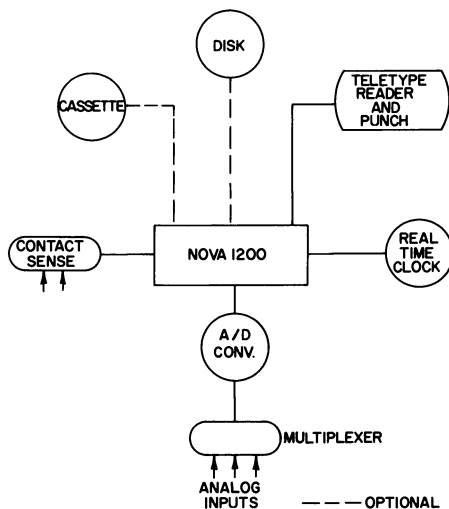 DISK
CASSETTE
TELETYPE
READER
AND
PUNCH
CONTACT
SENSE
NOVA 1200
REAL
TIME
CLOCK
A/D
CONV.
MULTIPLEXER
ANALOG
INPUTS
OPTIONAL